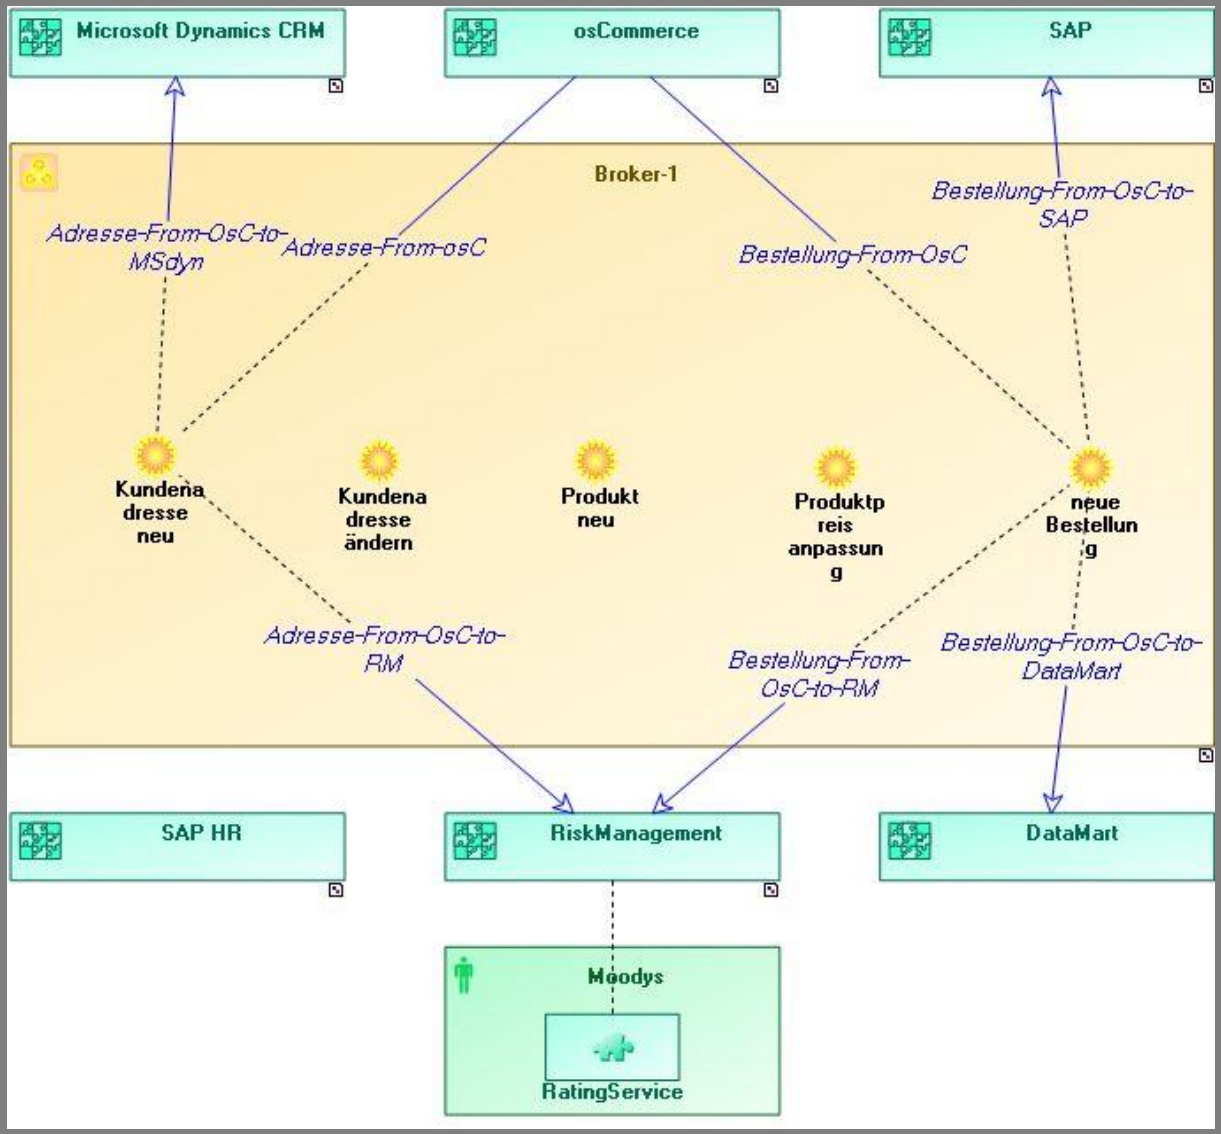 Microsoft Dynamics CRM
osCommerce
SAP
Broker-1
Bestellung-From-OsC-to-
SAP
Adresse-From-OsC-to-
MSdyn
Adresse-From-osC
Bestellung-From-OsC
Kundena
dresse
neu
Kundena
dresse
ändern
Produkt
neu
Produktp
reis
anpassun
g
neue
Bestellun
g
Adresse-From-OsC-to-
RM
Bestellung-From-
OsC-to-RM
Bestellung-From-OsC-to-
DataMart
SAP HR
RiskManagement
DataMart
Moodys
RatingService